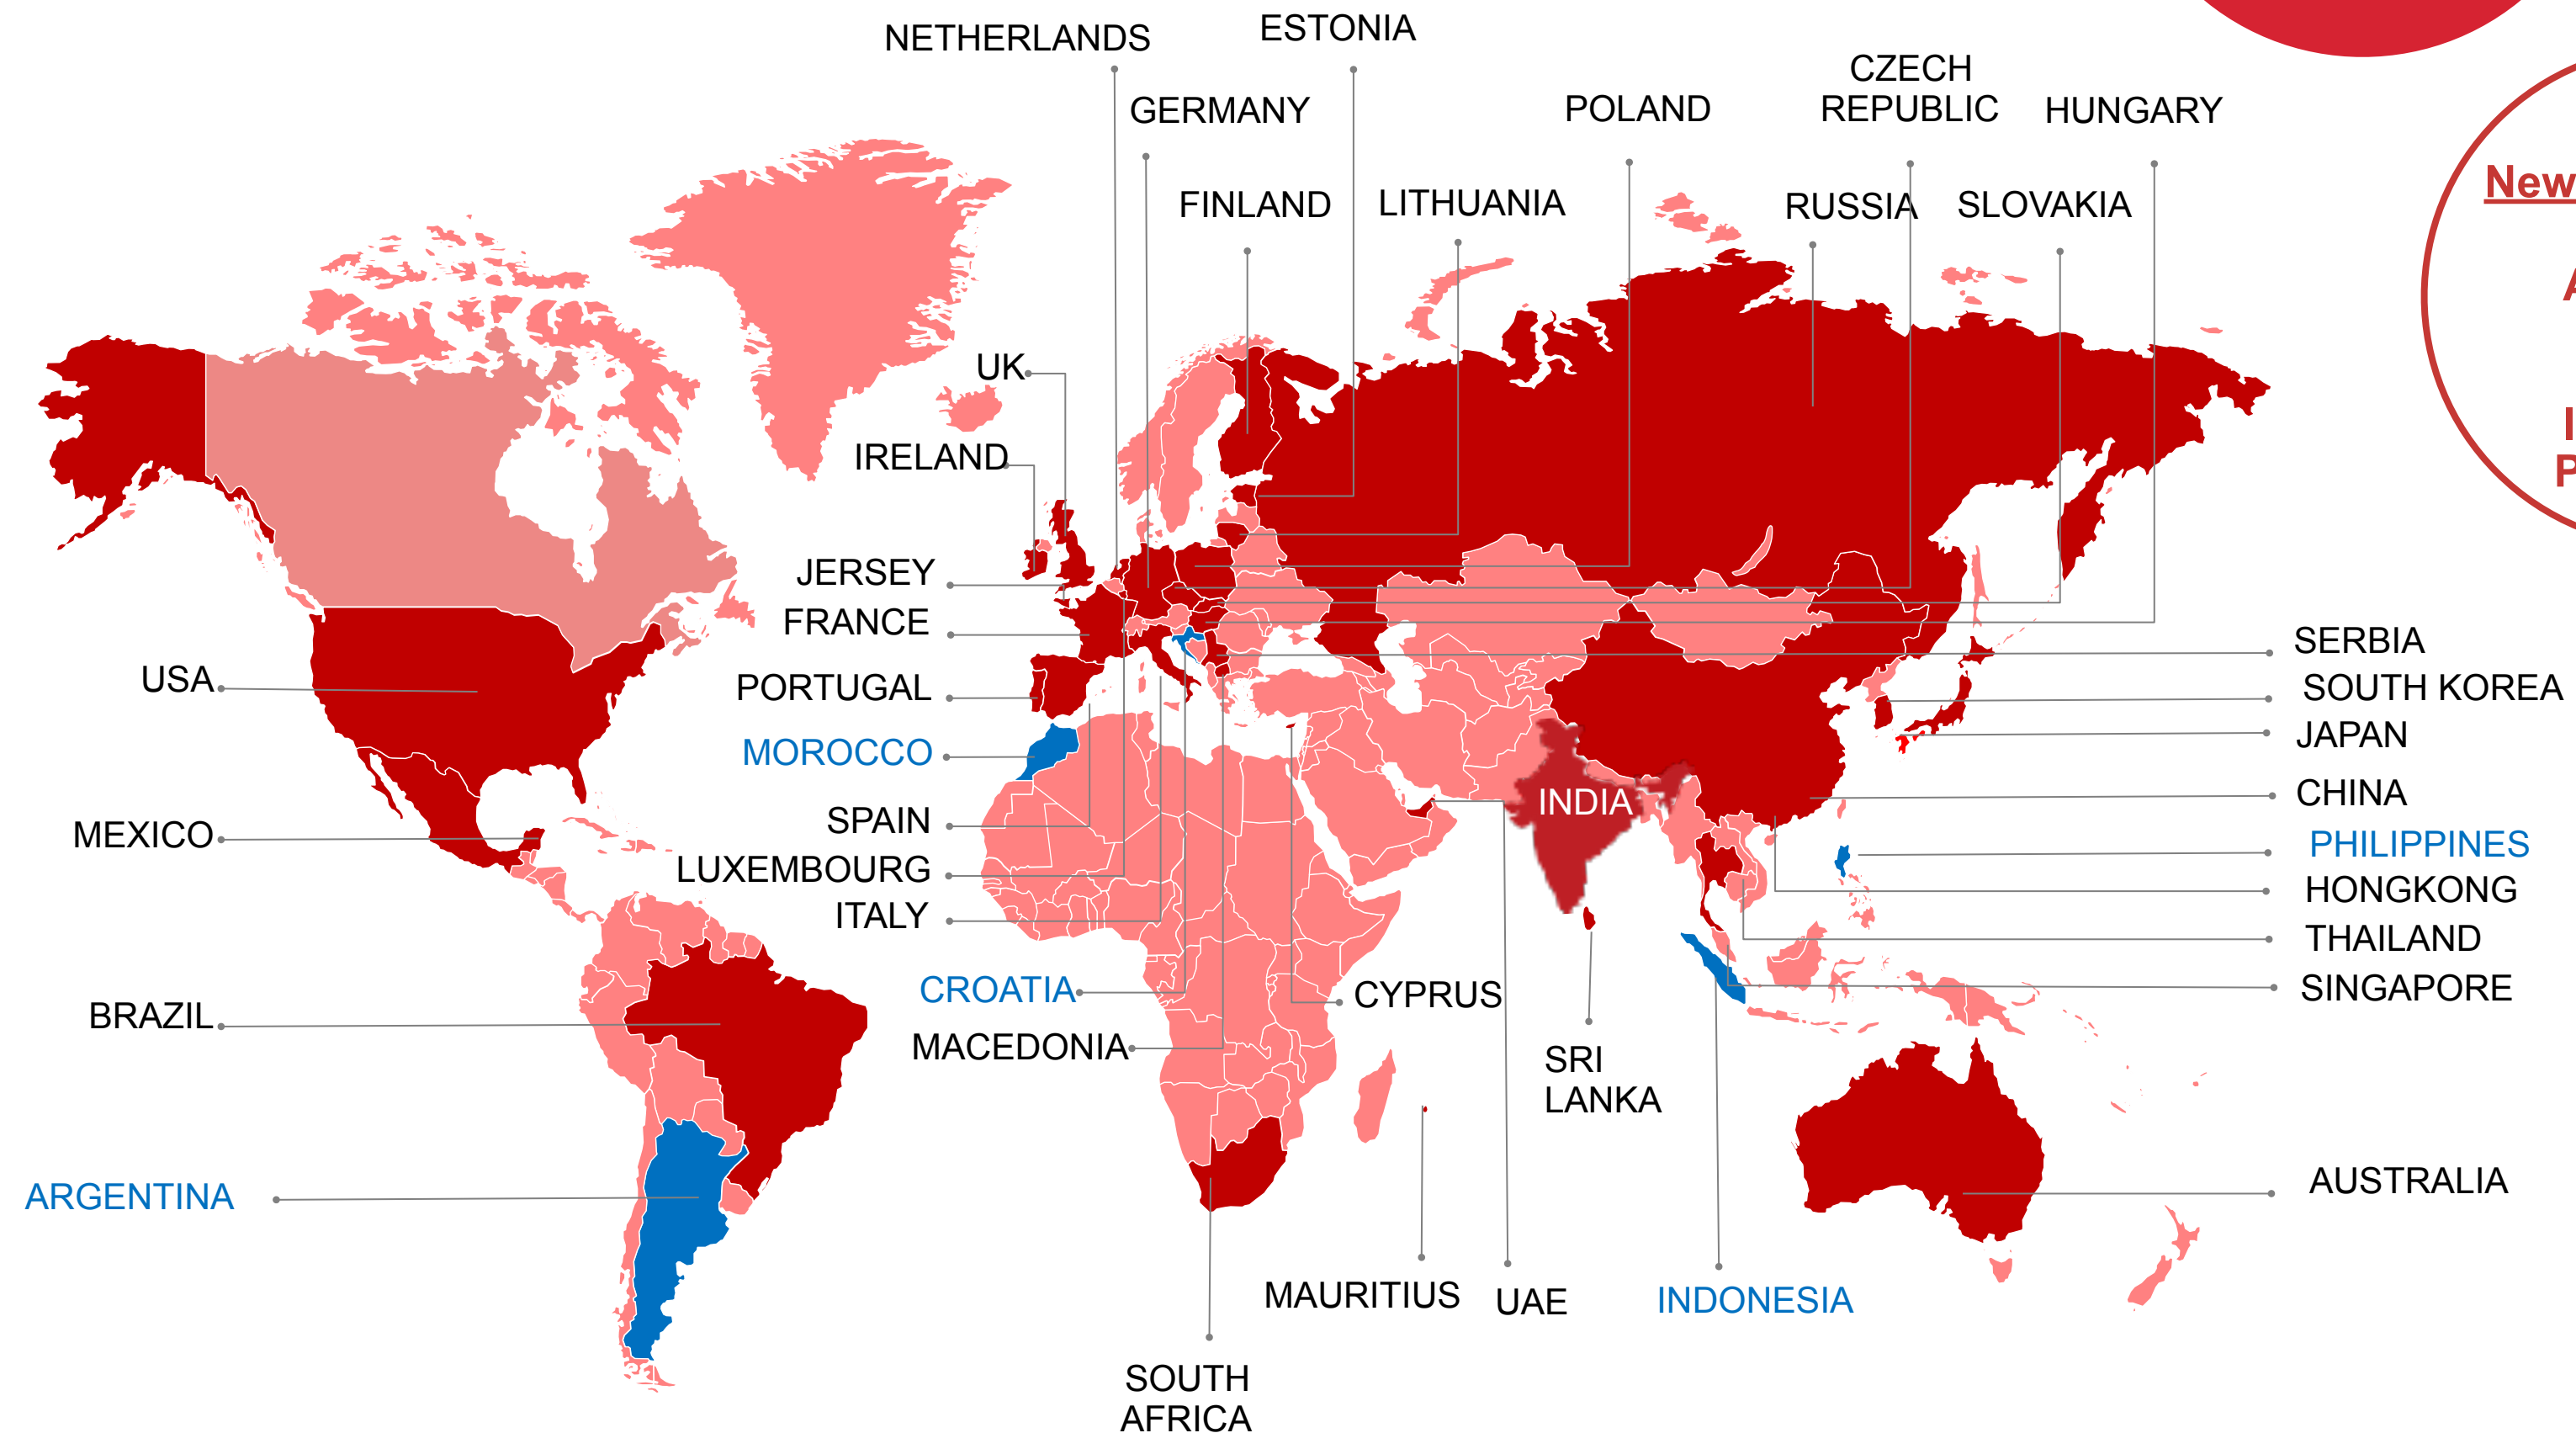 NETHERLANDS
ESTONIA
GERMANY
POLAND
CZECH
REPUBLIC
HUNGARY
FINLAND
LITHUANIA
RUSSIA
SLOVAKIA
New
UK
IRELAND
JERSEY
FRANCE
PORTUGAL
MOROCCO
SPAIN
LUXEMBOURG
ITALY
CROATIA
MACEDONIA
CYPRUS
USA
MEXICO
BRAZIL
ARGENTINA
INDIA
SERBIA
SOUTH KOREA
JAPAN
CHINA
PHILIPPINES
HONGKONG
THAILAND
SINGAPORE
SRI
LANKA
AUSTRALIA
MAURITIUS
UAE
INDONESIA
SOUTH
AFRICA